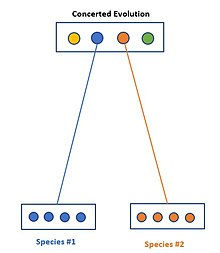 Concerted Evolution
Species #1
Species #2